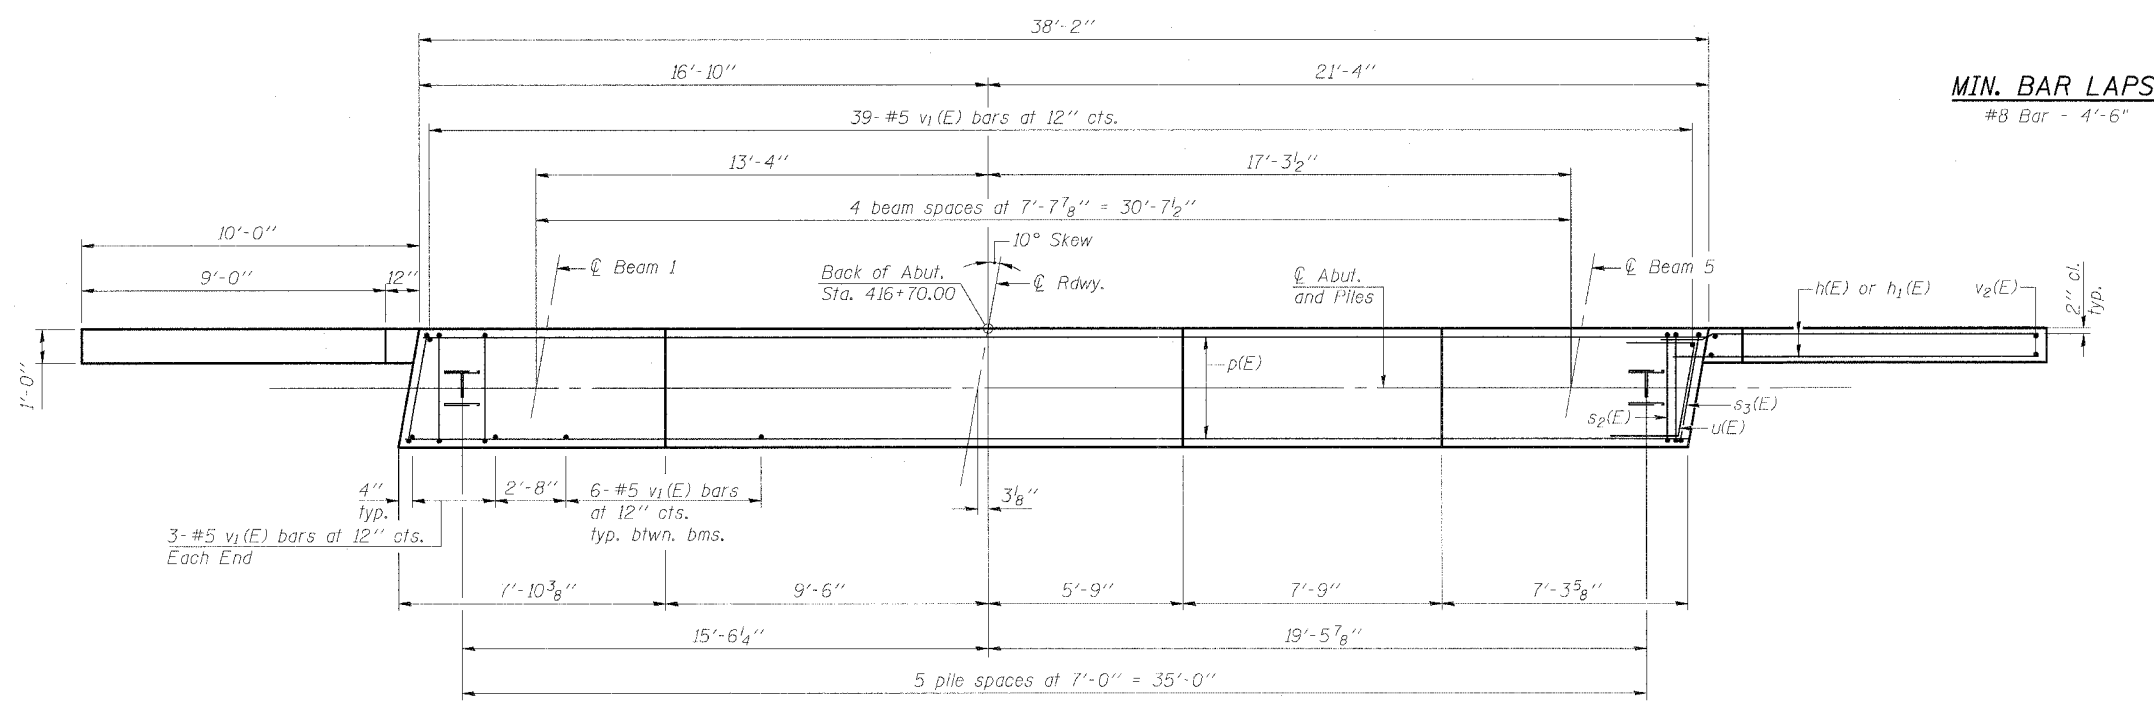 38'-2"
16'-10"
21'-4"
MIN. BAR LAPS
#8 Bar - 4'-6"
39- #5 v₁(E) bars at 12" cts.
13'-4"
17'-3½"
4 beam spaces at 7'-7⅞" = 30'-7½"
10'-0"
10° Skew
9'-0"
12"
℄ Beam 1
Back of Abut.
Sta. 416+70.00
℄ Rdwy.
℄ Abut.
and Piles
℄ Beam 5
h(E) or h₁(E)
v₂(E)
2" cl.
typ.
1'-0"
p(E)
s₂(E)
s₃(E)
u(E)
4"
typ.
2'-8"
6- #5 v₁(E) bars
at 12" cts.
typ. btwn. bms.
3⅛"
3- #5 v₁(E) bars at 12" cts.
Each End
7'-10⅜"
9'-6"
5'-9"
7'-9"
7'-3⅝"
15'-6¼"
19'-5⅞"
5 pile spaces at 7'-0" = 35'-0"